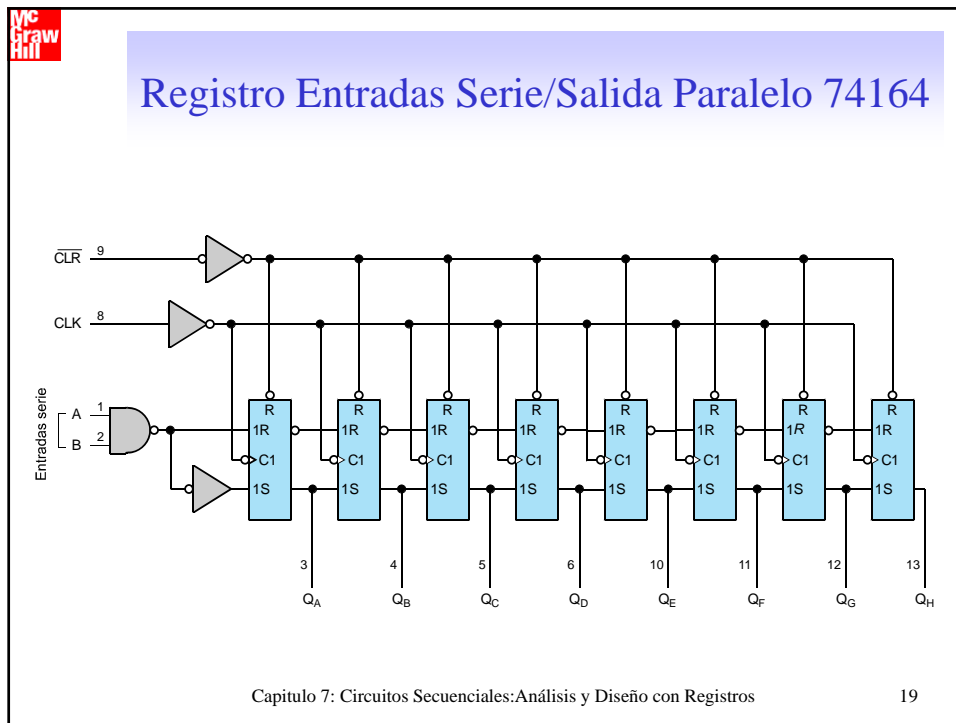 Mc
Graw
Hill
Registro Entradas Serie/Salida Paralelo 74164
CLR 9
CLK 8
Entradas serie
A 1
B 2
R R R R R R R R
1R 1R 1R 1R 1R 1R 1R 1R
C1 C1 C1 C1 C1 C1 C1 C1
1S 1S 1S 1S 1S 1S 1S 1S
3 4 5 6 10 11 12 13
QA QB QC QD QE QF QG QH
Capitulo 7: Circuitos Secuenciales:Análisis y Diseño con Registros 19